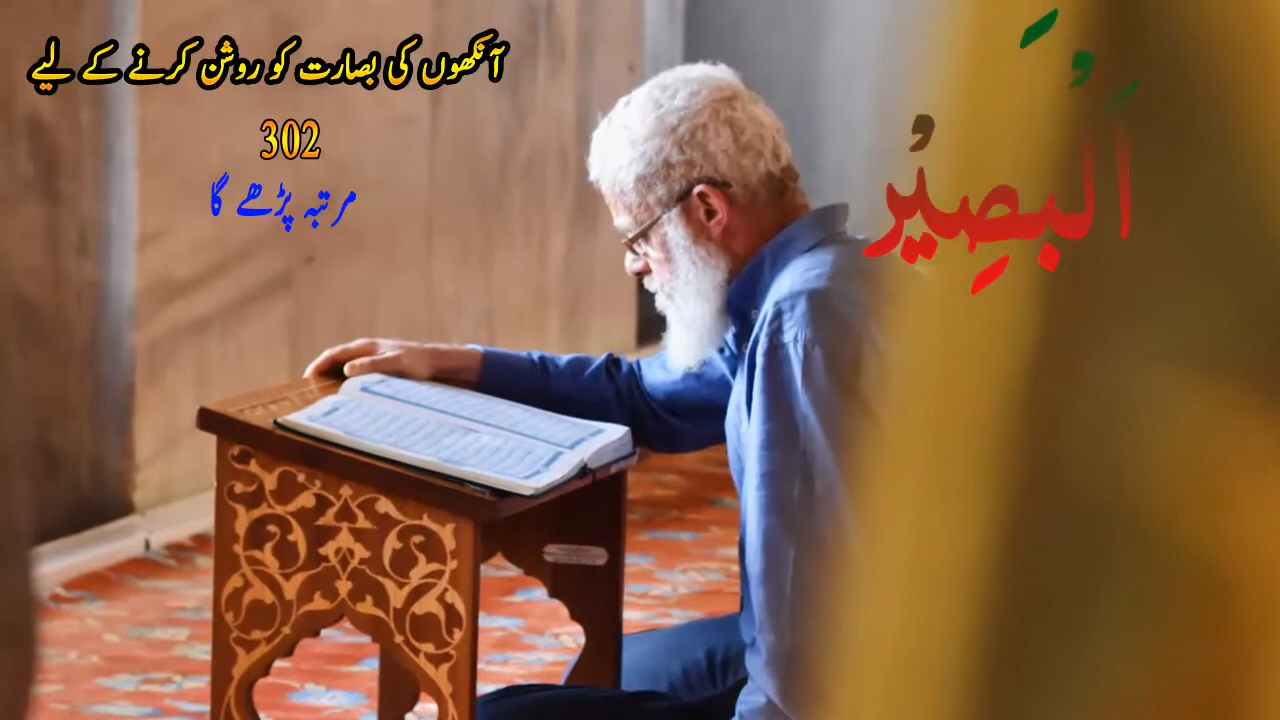 آنکھوں کی بصارت کو روشن کرنے کے لیے
302
مرتبہ پڑھے گا
اَلْبَصِیْرُ